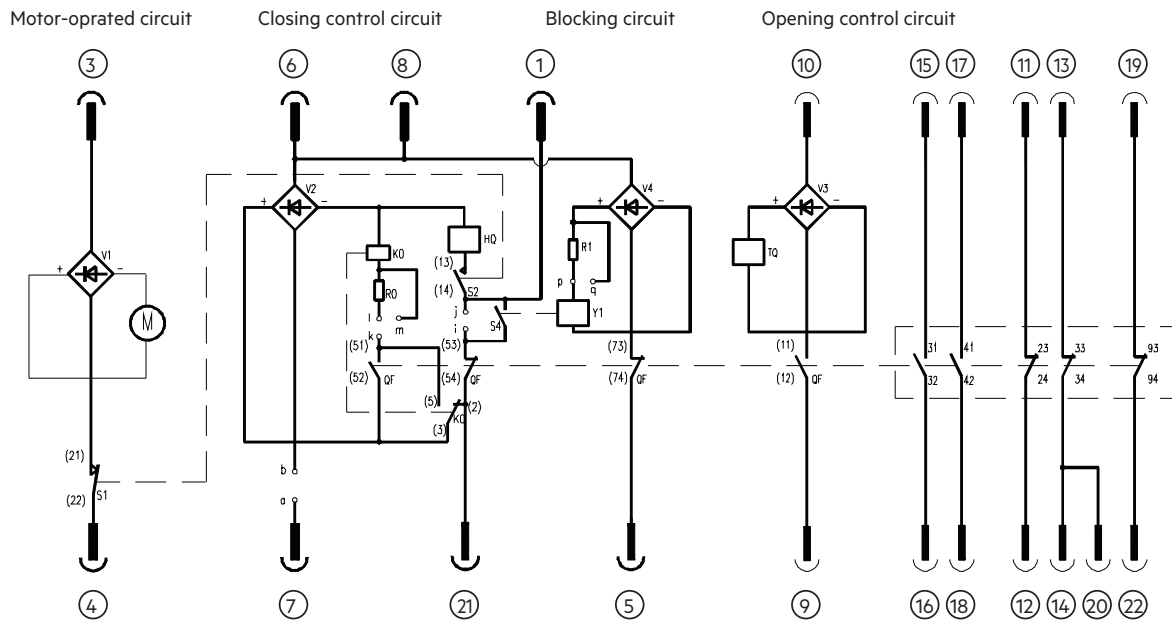 Motor-oprated circuit Closing control circuit Blocking circuit Opening control circuit
3 6 8 1 10 15 17 11 13 19
V2 V4 V3
+ - + - + -
HQ R1 TQ
V1 K0 (13)
+ - (14) S2 p q
R0 Y1
M l m j S4
k i
(51) (53) (73) (11) 31 41 23 33 93
(52) QF (54) QF (74) QF (12) QF 32 42 24 34 94
(5) (2)
K0
(3)
(21) b
(22) S1 a
4 7 21 5 9 16 18 12 14 20 22